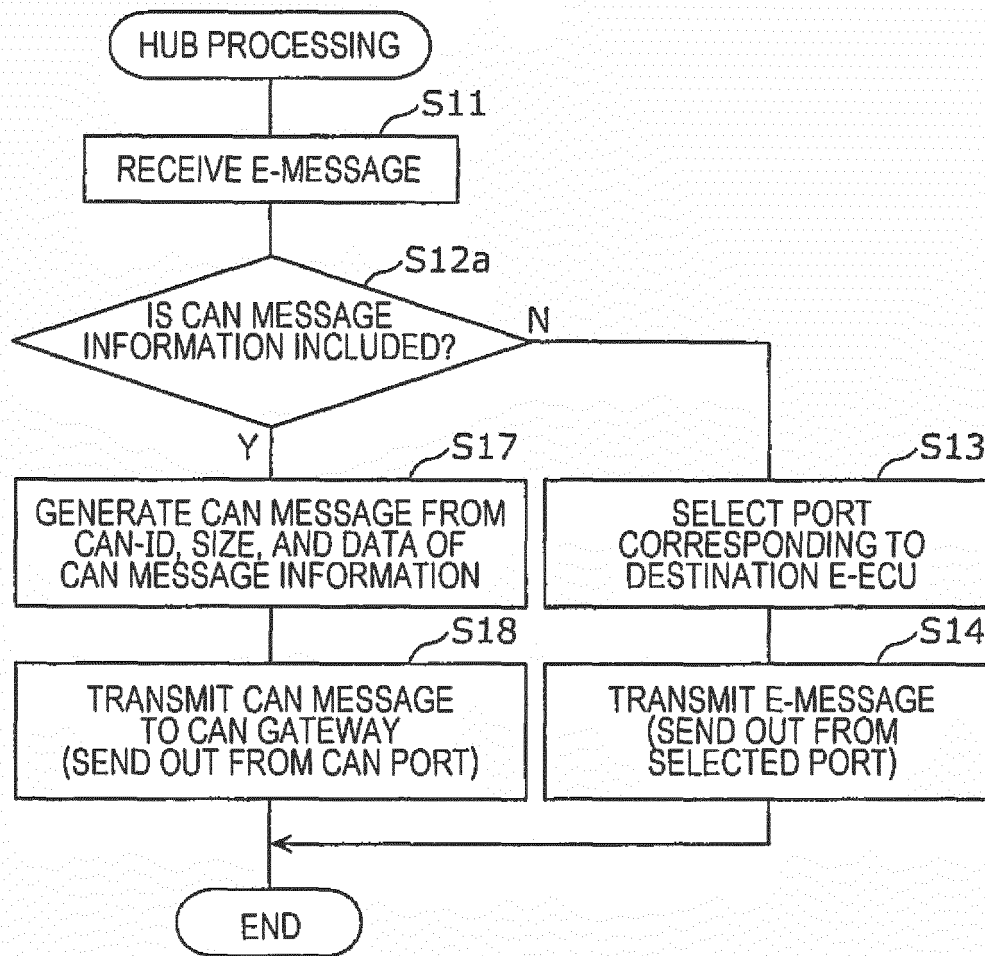 HUB PROCESSING
S11
RECEIVE E-MESSAGE
S12a
IS CAN MESSAGE
INFORMATION INCLUDED?
N
Y
S17
GENERATE CAN MESSAGE FROM
CAN-ID, SIZE, AND DATA OF
CAN MESSAGE INFORMATION
S13
SELECT PORT
CORRESPONDING TO
DESTINATION E-ECU
S18
TRANSMIT CAN MESSAGE
TO CAN GATEWAY
(SEND OUT FROM CAN PORT)
S14
TRANSMIT E-MESSAGE
(SEND OUT FROM
SELECTED PORT)
END